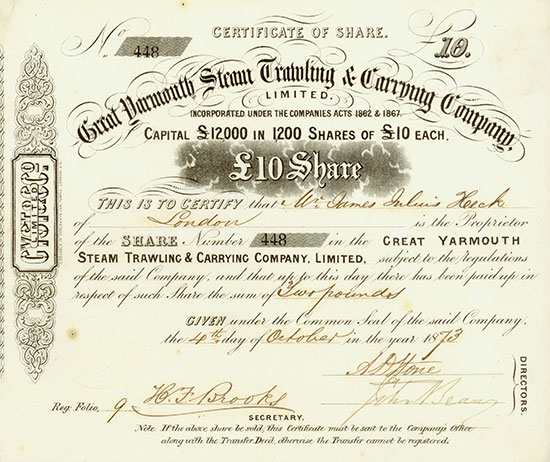 CERTIFICATE OF SHARE.
No. 448
£10.
Great Yarmouth Steam Trawling & Carrying Company,
LIMITED.
INCORPORATED UNDER THE COMPANIES ACTS 1862 & 1867.
CAPITAL £12000 IN 1200 SHARES OF £10 EACH.
£10 Share
THIS IS TO CERTIFY that Mr. James Julius Heck
of London is the Proprietor
of the SHARE Number 448 in the GREAT YARMOUTH
STEAM TRAWLING & CARRYING COMPANY, LIMITED, subject to the regulations
of the said Company, and that up to this day there has been paid up in
respect of such Share the sum of Two pounds
GIVEN under the Common Seal of the said Company,
the 4th day of October in the year 1873
DIRECTORS.
Reg. Folio, 9 H. F. Brooks
SECRETARY.
Note. If the above share be sold, this Certificate must be sent to the Company's Office
along with the Transfer Deed, otherwise the Transfer cannot be registered.
LIMITED